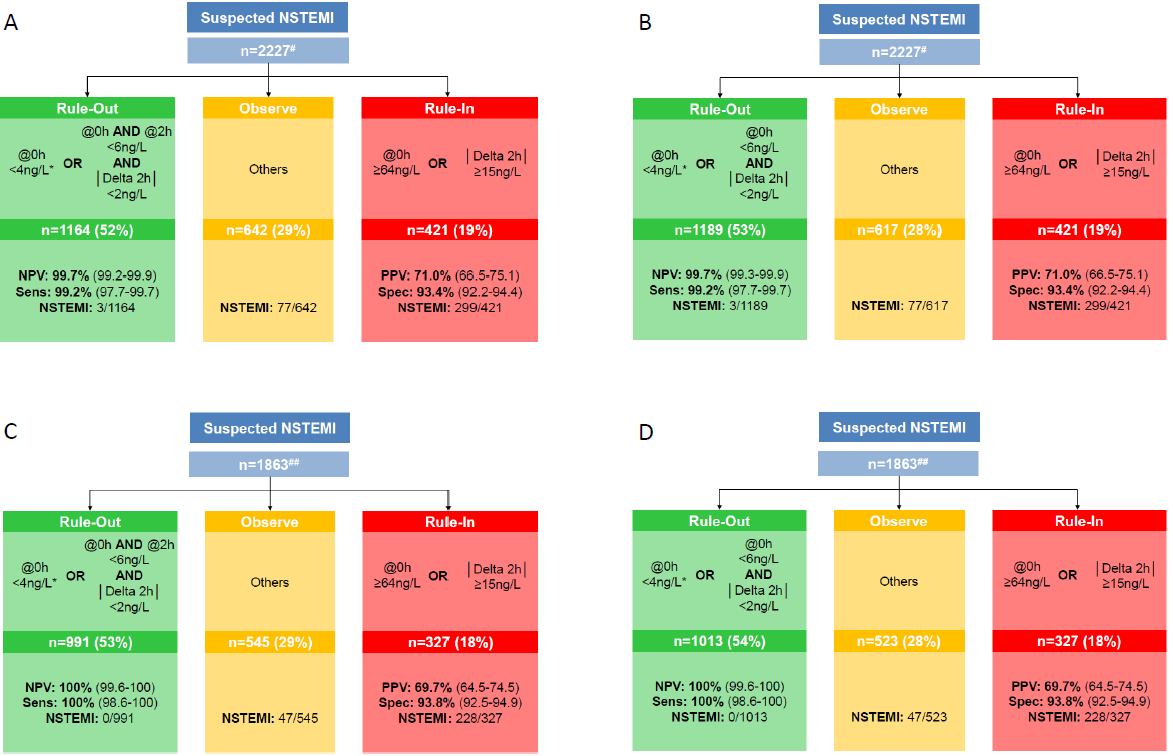 A
Suspected NSTEMI
n=2227#
Rule-Out
@0h
<4ng/L*
OR
@0h AND @2h
<6ng/L
AND
│Delta 2h│
<2ng/L
n=1164 (52%)
NPV: 99.7% (99.2-99.9)
Sens: 99.2% (97.7-99.7)
NSTEMI: 3/1164
Observe
Others
n=642 (29%)
NSTEMI: 77/642
Rule-In
@0h
≥64ng/L
OR
│Delta 2h│
≥15ng/L
n=421 (19%)
PPV: 71.0% (66.5-75.1)
Spec: 93.4% (92.2-94.4)
NSTEMI: 299/421
B
Suspected NSTEMI
n=2227#
Rule-Out
@0h
<4ng/L*
OR
@0h
<6ng/L
AND
│Delta 2h│
<2ng/L
n=1189 (53%)
NPV: 99.7% (99.3-99.9)
Sens: 99.2% (97.7-99.7)
NSTEMI: 3/1189
Observe
Others
n=617 (28%)
NSTEMI: 77/617
Rule-In
@0h
≥64ng/L
OR
│Delta 2h│
≥15ng/L
n=421 (19%)
PPV: 71.0% (66.5-75.1)
Spec: 93.4% (92.2-94.4)
NSTEMI: 299/421
C
Suspected NSTEMI
n=1863##
Rule-Out
@0h
<4ng/L*
OR
@0h AND @2h
<6ng/L
AND
│Delta 2h│
<2ng/L
n=991 (53%)
NPV: 100% (99.6-100)
Sens: 100% (98.6-100)
NSTEMI: 0/991
Observe
Others
n=545 (29%)
NSTEMI: 47/545
Rule-In
@0h
≥64ng/L
OR
│Delta 2h│
≥15ng/L
n=327 (18%)
PPV: 69.7% (64.5-74.5)
Spec: 93.8% (92.5-94.9)
NSTEMI: 228/327
D
Suspected NSTEMI
n=1863##
Rule-Out
@0h
<4ng/L*
OR
@0h
<6ng/L
AND
│Delta 2h│
<2ng/L
n=1013 (54%)
NPV: 100% (99.6-100)
Sens: 100% (98.6-100)
NSTEMI: 0/1013
Observe
Others
n=523 (28%)
NSTEMI: 47/523
Rule-In
@0h
≥64ng/L
OR
│Delta 2h│
≥15ng/L
n=327 (18%)
PPV: 69.7% (64.5-74.5)
Spec: 93.8% (92.5-94.9)
NSTEMI: 228/327